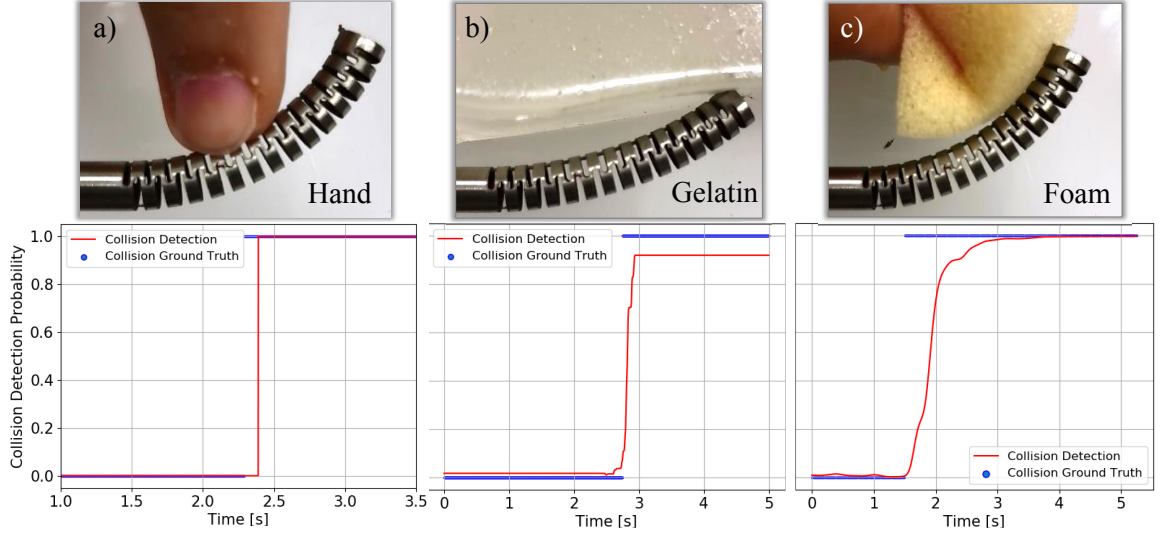 a)
Hand
b)
Gelatin
c)
Foam
Collision Detection Probability
1.0
0.8
0.6
0.4
0.2
0.0
Collision Detection
Collision Ground Truth
1.0 1.5 2.0 2.5 3.0 3.5
Time [s]
Collision Detection
Collision Ground Truth
0 1 2 3 4 5
Time [s]
Collision Detection
Collision Ground Truth
0 1 2 3 4 5
Time [s]